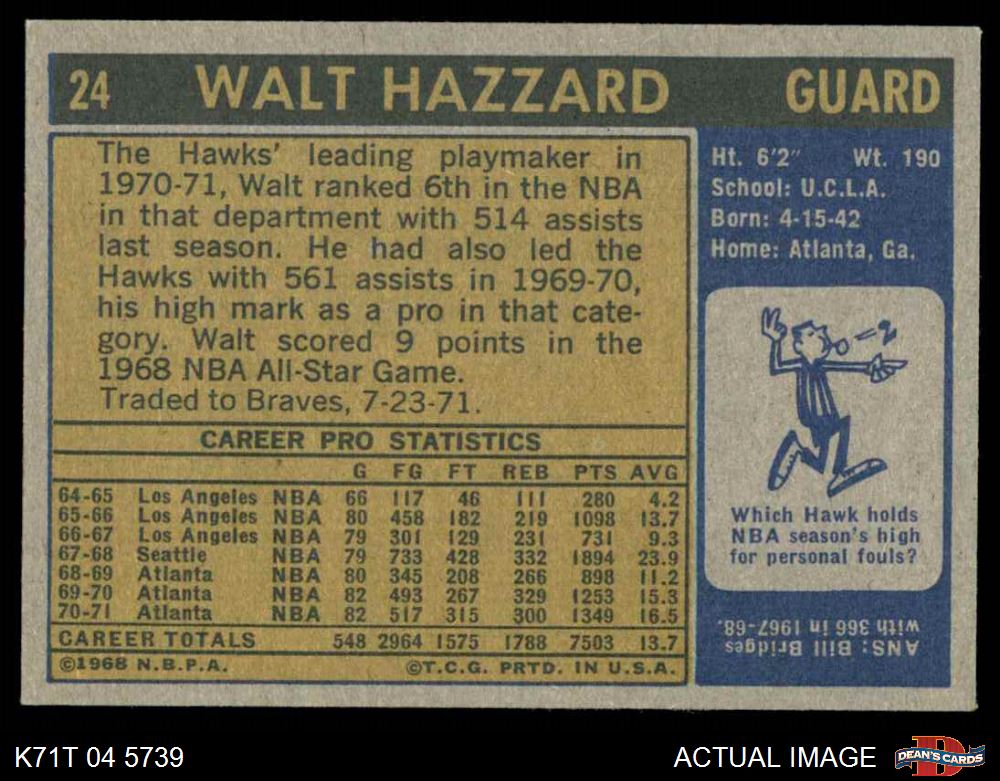 24 WALT HAZZARD GUARD
The Hawks' leading playmaker in
1970-71, Walt ranked 6th in the NBA
in that department with 514 assists
last season. He had also led the
Hawks with 561 assists in 1969-70,
his high mark as a pro in that cate-
gory. Walt scored 9 points in the
1968 NBA All-Star Game.
Traded to Braves, 7-23-71.
Ht. 6'2" Wt. 190
School: U.C.L.A.
Born: 4-15-42
Home: Atlanta, Ga.
=2
Which Hawk holds
NBA season's high
for personal fouls?
ANS: Bill Bridges
with 366 in 1967-68.
CAREER PRO STATISTICS
G FG FT REB PTS AVG
64-65 Los Angeles NBA 66 117 46 111 280 4.2
65-66 Los Angeles NBA 80 458 182 219 1098 13.7
66-67 Los Angeles NBA 79 301 129 231 731 9.3
67-68 Seattle NBA 79 733 428 332 1894 23.9
68-69 Atlanta NBA 80 345 208 266 898 11.2
69-70 Atlanta NBA 82 493 267 329 1253 15.3
70-71 Atlanta NBA 82 517 315 300 1349 16.5
CAREER TOTALS 548 2964 1575 1788 7503 13.7
©1968 N.B.P.A. ©T.C.G. PRTD. IN U.S.A.
K71T 04 5739 ACTUAL IMAGE D DEAN'S CARDS